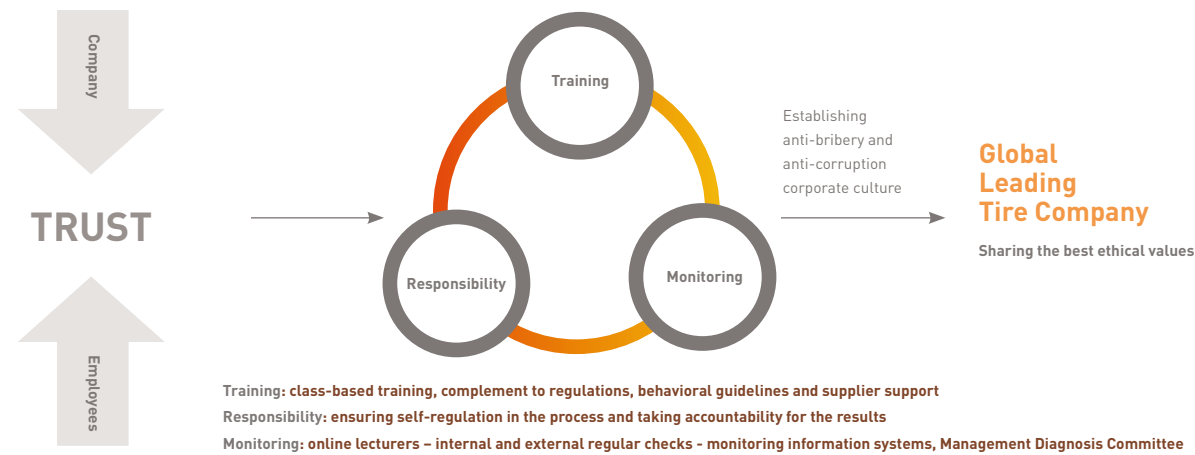 Company
TRUST
Employees
Training
Responsibility
Monitoring
Establishing
anti-bribery and
anti-corruption
corporate culture
Global
Leading
Tire Company
Sharing the best ethical values
Training: class-based training, complement to regulations, behavioral guidelines and supplier support
Responsibility: ensuring self-regulation in the process and taking accountability for the results
Monitoring: online lecturers – internal and external regular checks - monitoring information systems, Management Diagnosis Committee